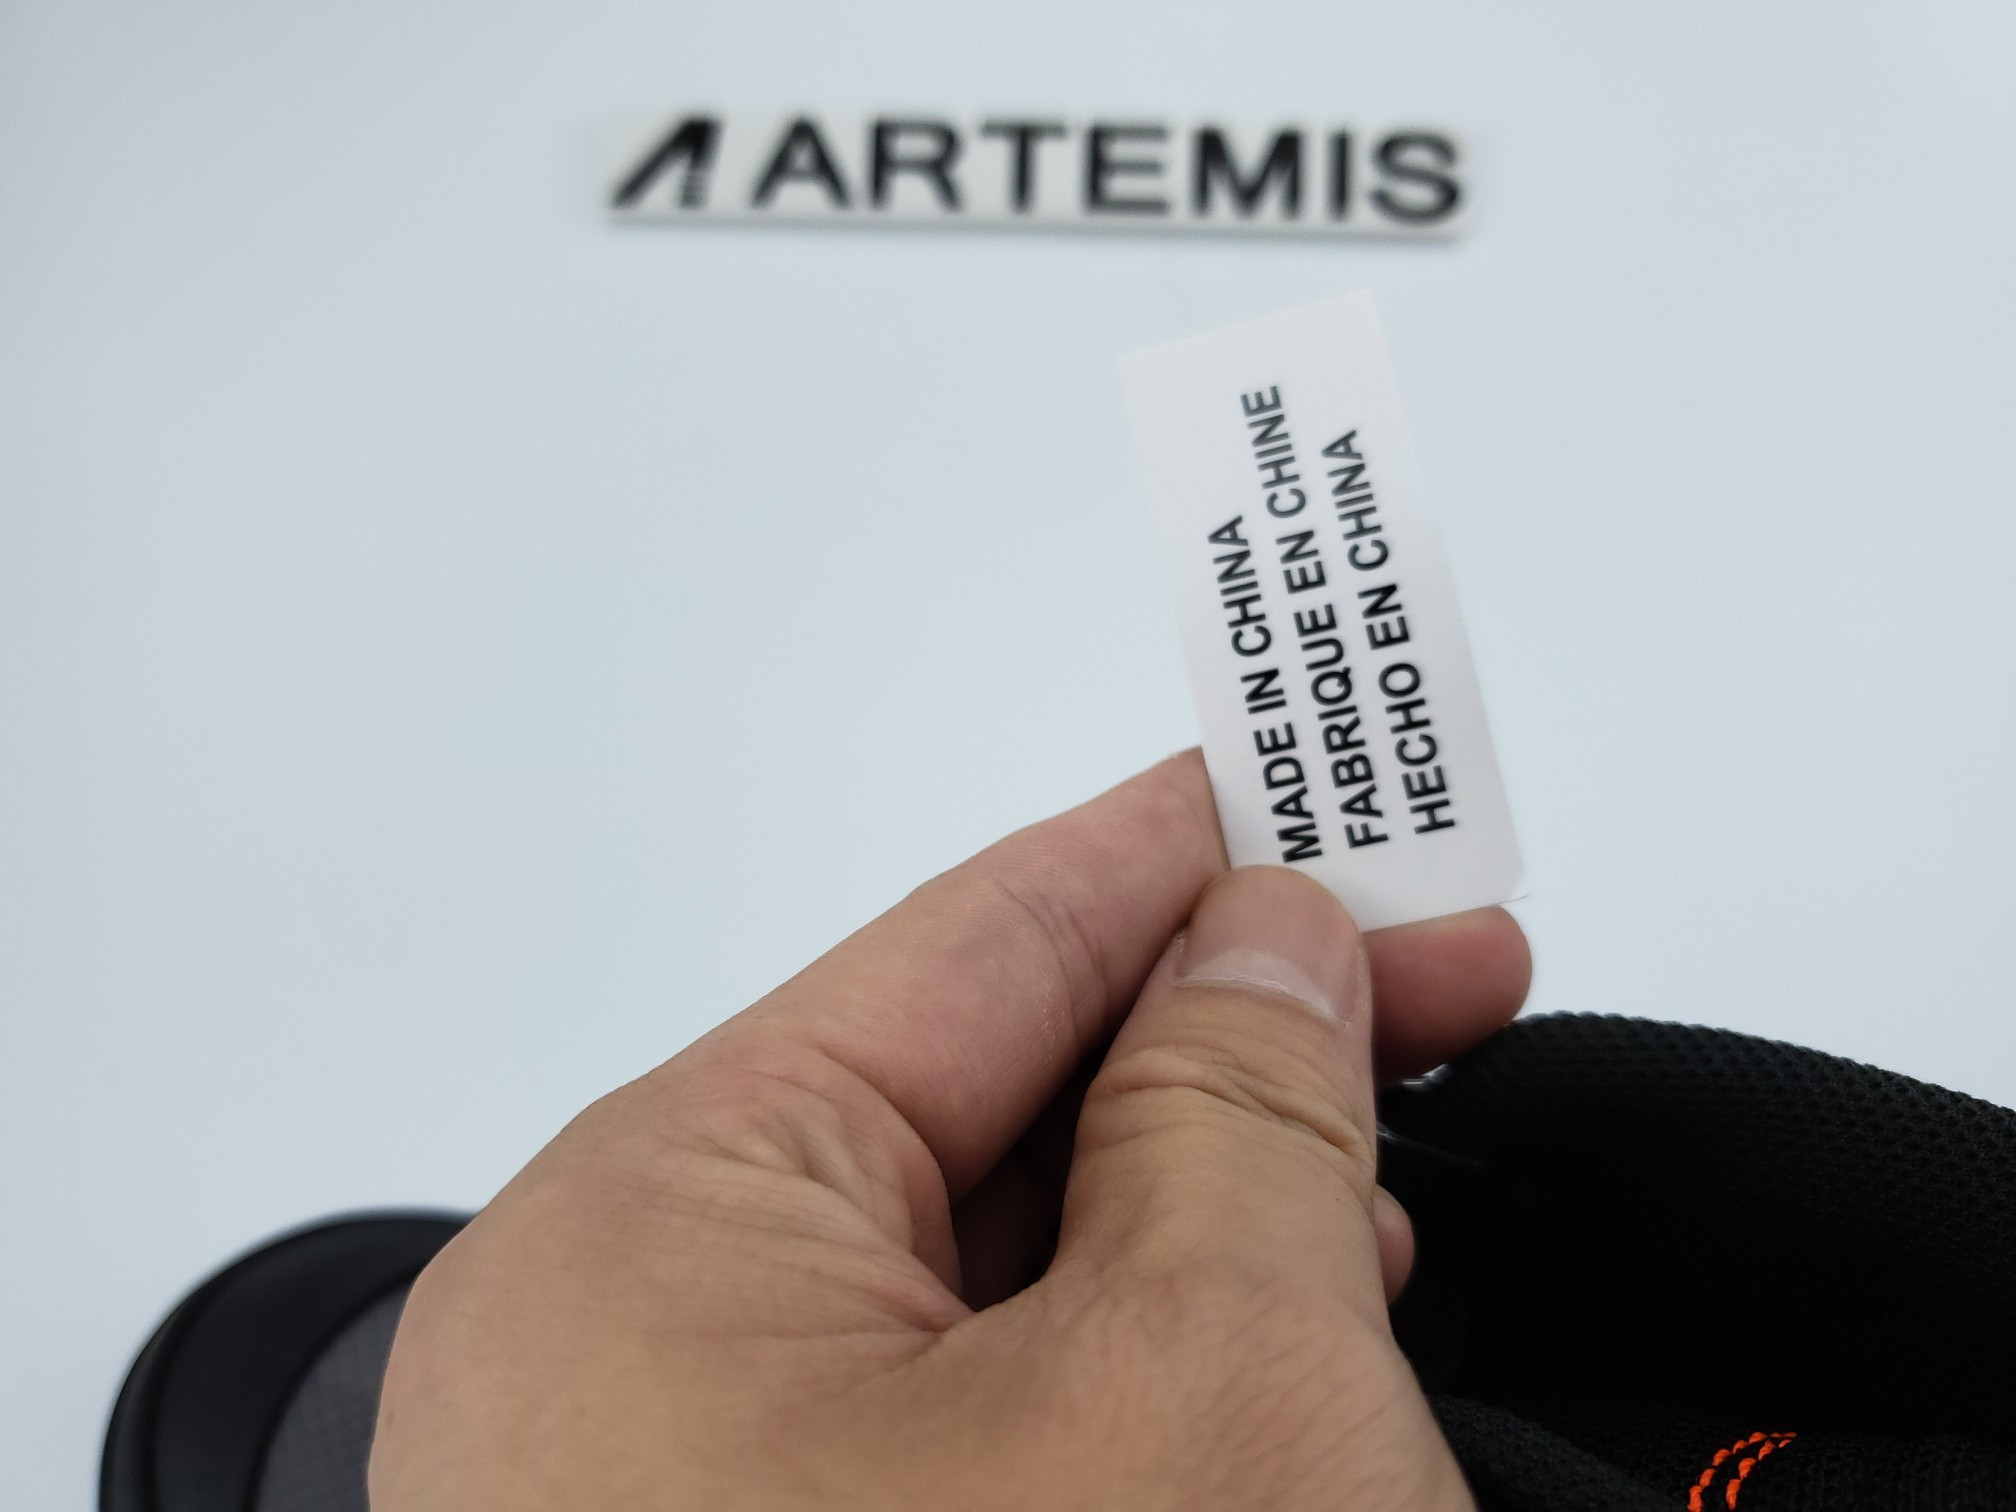 ARTEMIS
MADE IN CHINA
FABRIQUE EN CHINE
HECHO EN CHINA